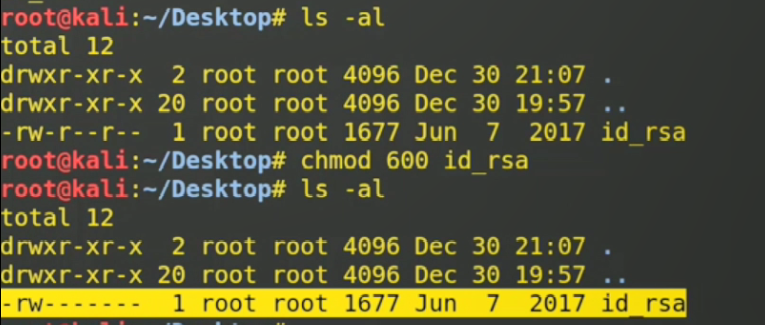 root@kali:~/Desktop# ls -al
total 12
drwxr-xr-x  2 root root 4096 Dec 30 21:07 .
drwxr-xr-x 20 root root 4096 Dec 30 19:57 ..
-rw-r--r--  1 root root 1677 Jun  7  2017 id_rsa
root@kali:~/Desktop# chmod 600 id_rsa
root@kali:~/Desktop# ls -al
total 12
drwxr-xr-x  2 root root 4096 Dec 30 21:07 .
drwxr-xr-x 20 root root 4096 Dec 30 19:57 ..
-rw-------  1 root root 1677 Jun  7  2017 id_rsa